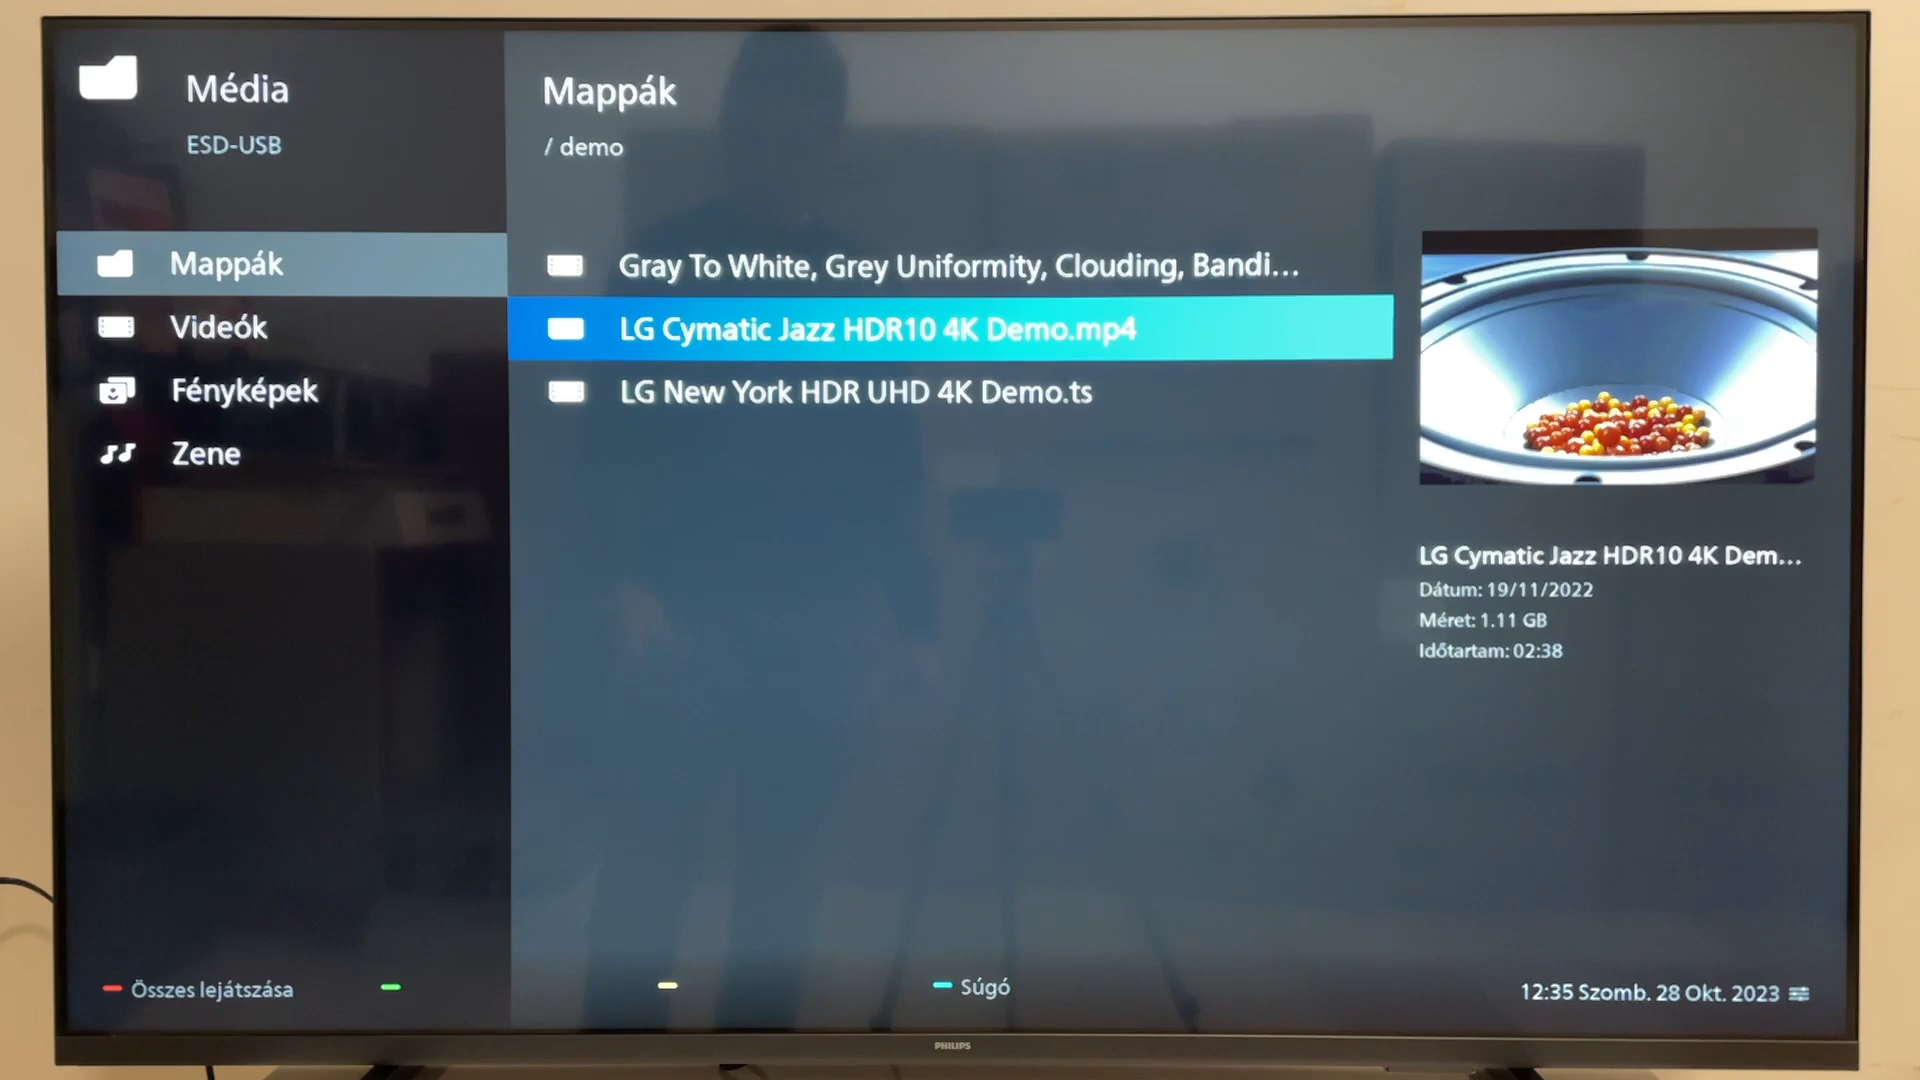 Média
ESD-USB
Mappák
Videók
Fényképek
Zene
Mappák
/ demo
Gray To White, Grey Uniformity, Clouding, Bandi...
LG Cymatic Jazz HDR10 4K Demo.mp4
LG New York HDR UHD 4K Demo.ts
LG Cymatic Jazz HDR10 4K Dem...
Dátum: 19/11/2022
Méret: 1.11 GB
Időtartam: 02:38
Összes lejátszása
Súgó
12:35 Szomb. 28 Okt. 2023
PHILIPS